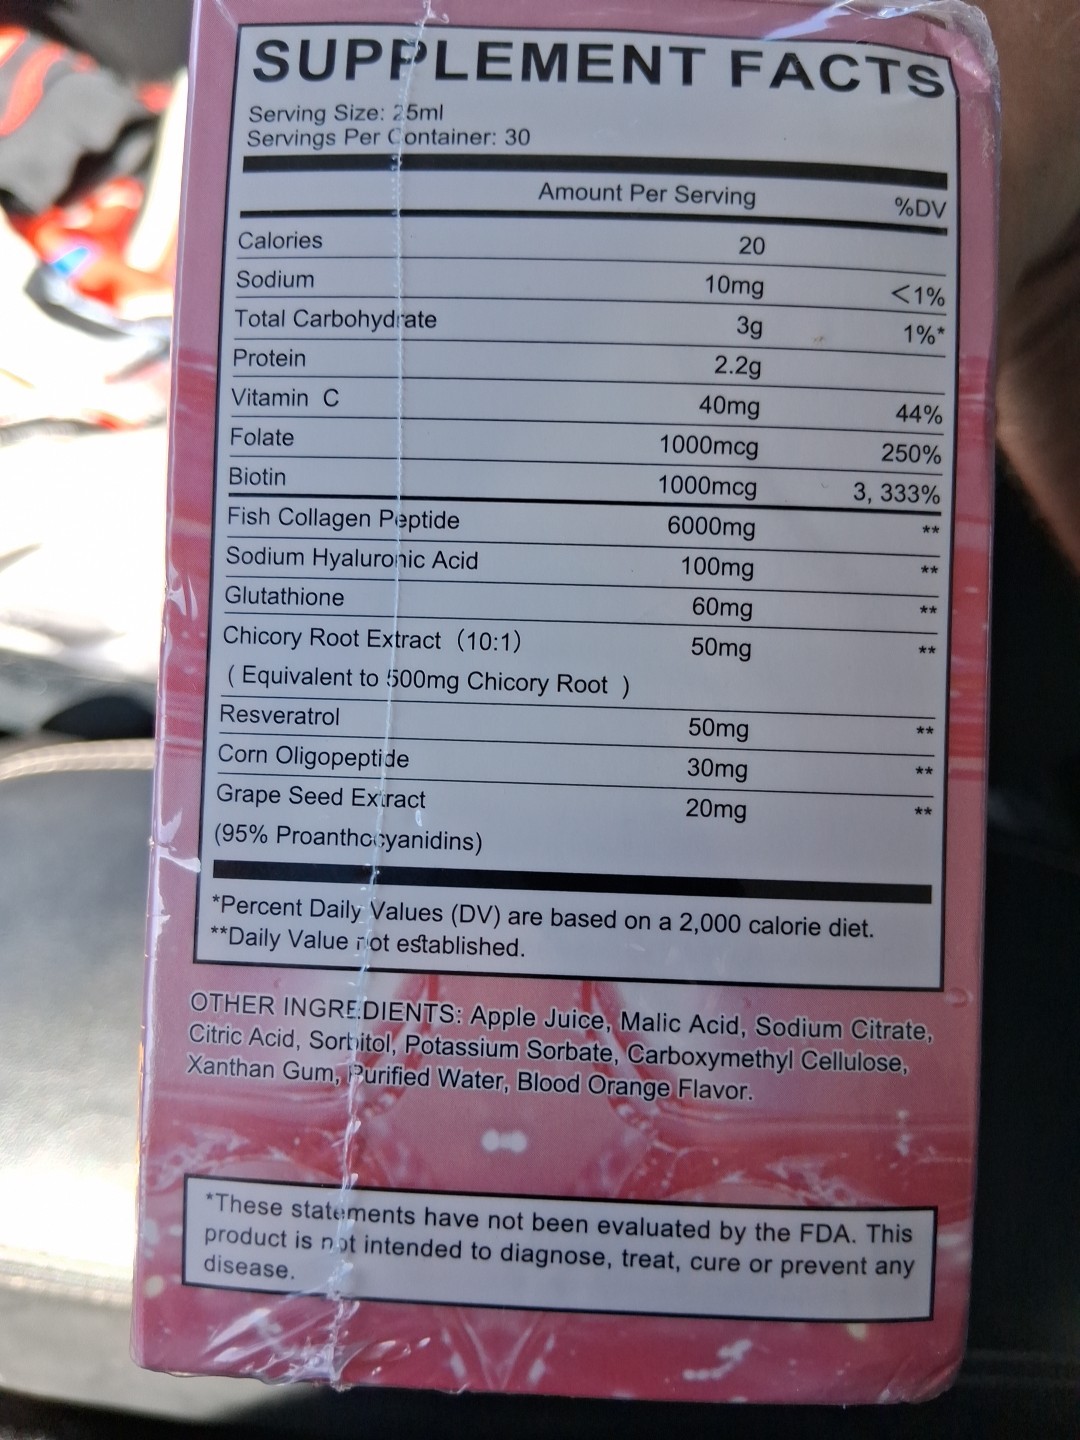 SUPPLEMENT FACTS
Serving Size: 25ml
Servings Per Container: 30
Amount Per Serving %DV
Calories 20
Sodium 10mg <1%
Total Carbohydrate 3g 1%*
Protein 2.2g
Vitamin C 40mg 44%
Folate 1000mcg 250%
Biotin 1000mcg 3, 333%
Fish Collagen Peptide 6000mg **
Sodium Hyaluronic Acid 100mg **
Glutathione 60mg **
Chicory Root Extract (10:1) 50mg **
( Equivalent to 500mg Chicory Root )
Resveratrol 50mg **
Corn Oligopeptide 30mg **
Grape Seed Extract 20mg **
(95% Proanthocyanidins)
*Percent Daily Values (DV) are based on a 2,000 calorie diet.
**Daily Value not established.
OTHER INGREDIENTS: Apple Juice, Malic Acid, Sodium Citrate,
Citric Acid, Sorbitol, Potassium Sorbate, Carboxymethyl Cellulose,
Xanthan Gum, Purified Water, Blood Orange Flavor.
*These statements have not been evaluated by the FDA. This
product is not intended to diagnose, treat, cure or prevent any
disease.